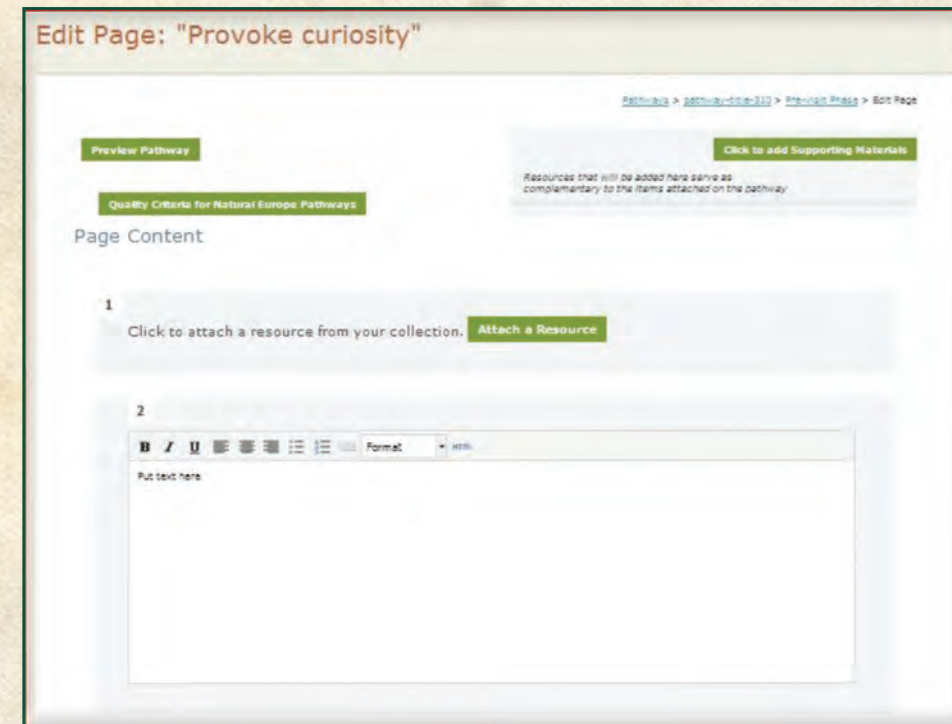 Edit Page: "Provoke curiosity"
Pathways > pathway-title-310 > Pre-visit Phase > Edit Page
Preview Pathway
Click to add Supporting Materials
Resources that will be added here serve as
complementary to the items attached on the pathway
Quality Criteria for Natural Europe Pathways
Page Content
1
Click to attach a resource from your collection. Attach a Resource
2
B I U Format HTML
Put text here